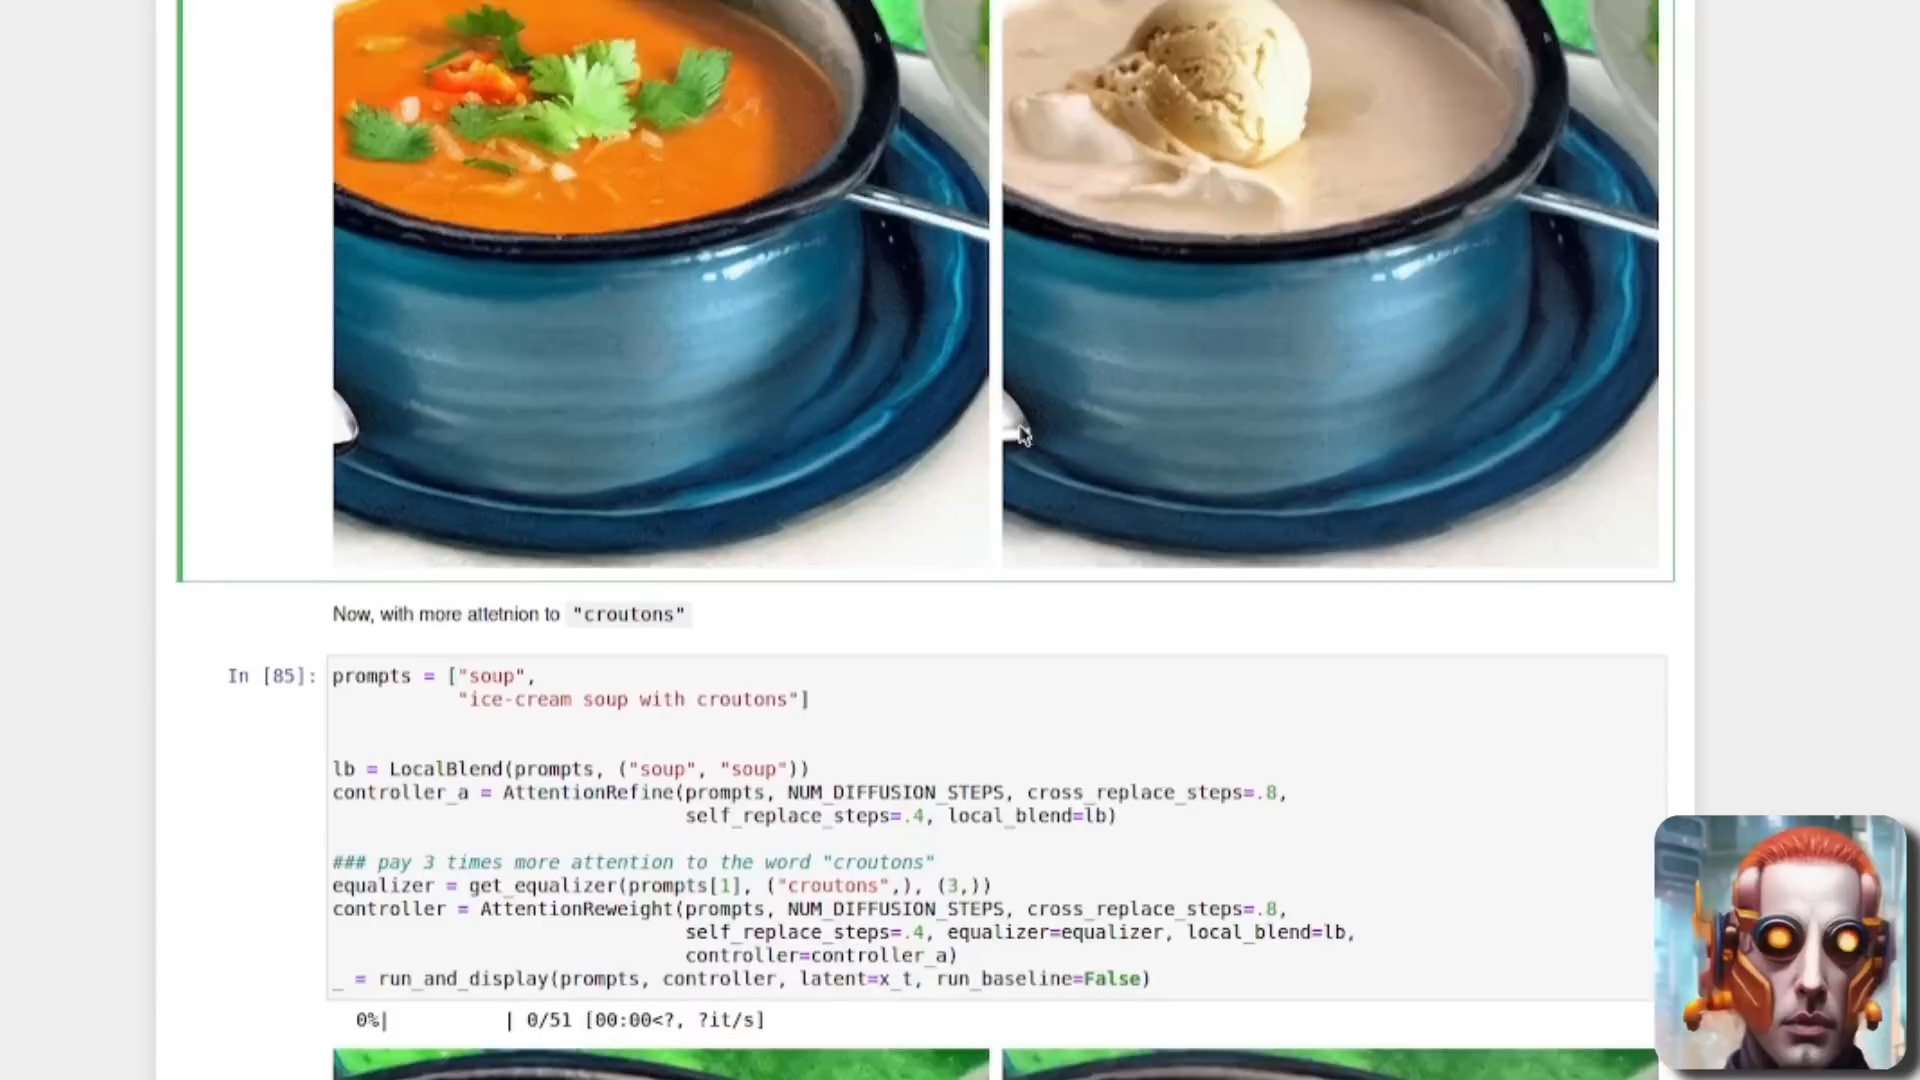 Now, with more attetnion to "croutons"
In [85]: prompts = ["soup",
"ice-cream soup with croutons"]
lb = LocalBlend(prompts, ("soup", "soup"))
controller_a = AttentionRefine(prompts, NUM_DIFFUSION_STEPS, cross_replace_steps=.8,
self_replace_steps=.4, local_blend=lb)
### pay 3 times more attention to the word "croutons"
equalizer = get_equalizer(prompts[1], ("croutons",), (3,))
controller = AttentionReweight(prompts, NUM_DIFFUSION_STEPS, cross_replace_steps=.8,
self_replace_steps=.4, equalizer=equalizer, local_blend=lb,
controller=controller_a)
_ = run_and_display(prompts, controller, latent=x_t, run_baseline=False)
0%| | 0/51 [00:00<?, ?it/s]